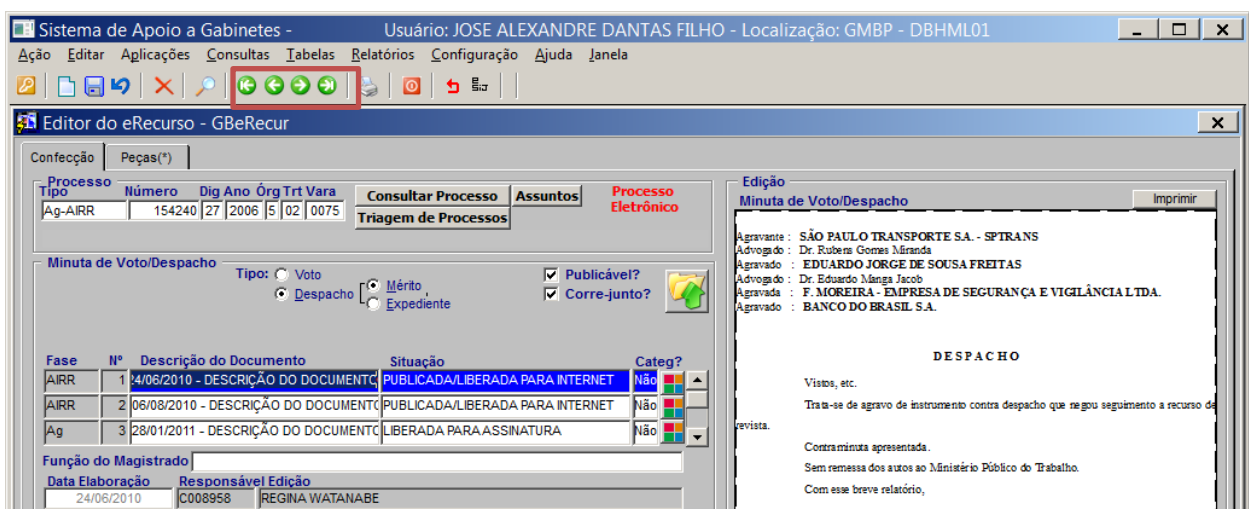 Sistema de Apoio a Gabinetes - Usuário: JOSE ALEXANDRE DANTAS FILHO - Localização: GMBP - DBHML01
Ação Editar Aplicações Consultas Tabelas Relatórios Configuração Ajuda Janela
Editor do eRecurso - GBeRecur
Confecção Peças(*)
Processo
Tipo Número Dig Ano Órg Trt Vara
Ag-AIRR 154240 27 2006 5 02 0075
Consultar Processo Assuntos
Triagem de Processos
Processo
Eletrônico
Minuta de Voto/Despacho
Tipo: Voto
Despacho
Mérito
Expediente
Publicável?
Corre-junto?
Fase Nº Descrição do Documento Situação Categ?
AIRR 1 24/06/2010 - DESCRIÇÃO DO DOCUMENTO PUBLICADA/LIBERADA PARA INTERNET Não
AIRR 2 06/08/2010 - DESCRIÇÃO DO DOCUMENTO PUBLICADA/LIBERADA PARA INTERNET Não
Ag 3 28/01/2011 - DESCRIÇÃO DO DOCUMENTO LIBERADA PARA ASSINATURA Não
Função do Magistrado
Data Elaboração Responsável Edição
24/06/2010 C008958 REGINA WATANABE
Edição
Minuta de Voto/Despacho Imprimir
Agravante : SÃO PAULO TRANSPORTE S.A. - SPTRANS
Advogado : Dr. Rubens Gomes Miranda
Agravado : EDUARDO JORGE DE SOUSA FREITAS
Advogado : Dr. Eduardo Manga Jacob
Agravada : F. MOREIRA - EMPRESA DE SEGURANÇA E VIGILÂNCIA LTDA.
Agravado : BANCO DO BRASIL S.A.
DESPACHO
Vistos, etc.
Trata-se de agravo de instrumento contra despacho que negou seguimento a recurso de
revista.
Contraminuta apresentada.
Sem remessa dos autos ao Ministério Público do Trabalho.
Com esse breve relatório,